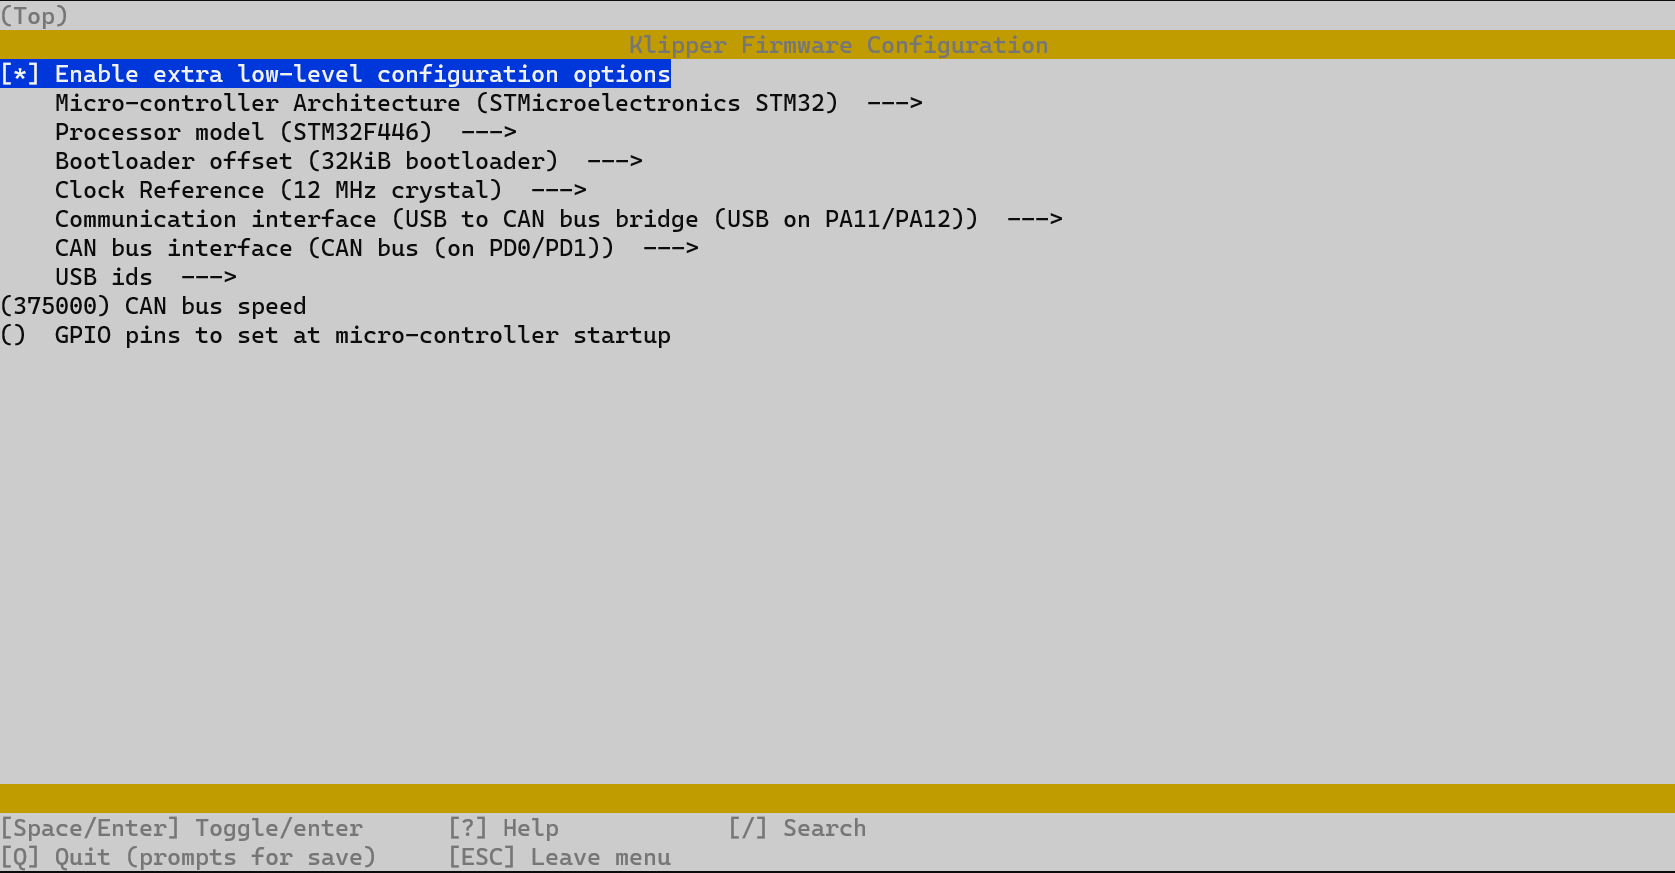 (Top)
Klipper Firmware Configuration
[*] Enable extra low-level configuration options
Micro-controller Architecture (STMicroelectronics STM32)  --->
Processor model (STM32F446)  --->
Bootloader offset (32KiB bootloader)  --->
Clock Reference (12 MHz crystal)  --->
Communication interface (USB to CAN bus bridge (USB on PA11/PA12))  --->
CAN bus interface (CAN bus (on PD0/PD1))  --->
USB ids  --->
(375000) CAN bus speed
()  GPIO pins to set at micro-controller startup
[Space/Enter] Toggle/enter      [?] Help            [/] Search
[Q] Quit (prompts for save)     [ESC] Leave menu